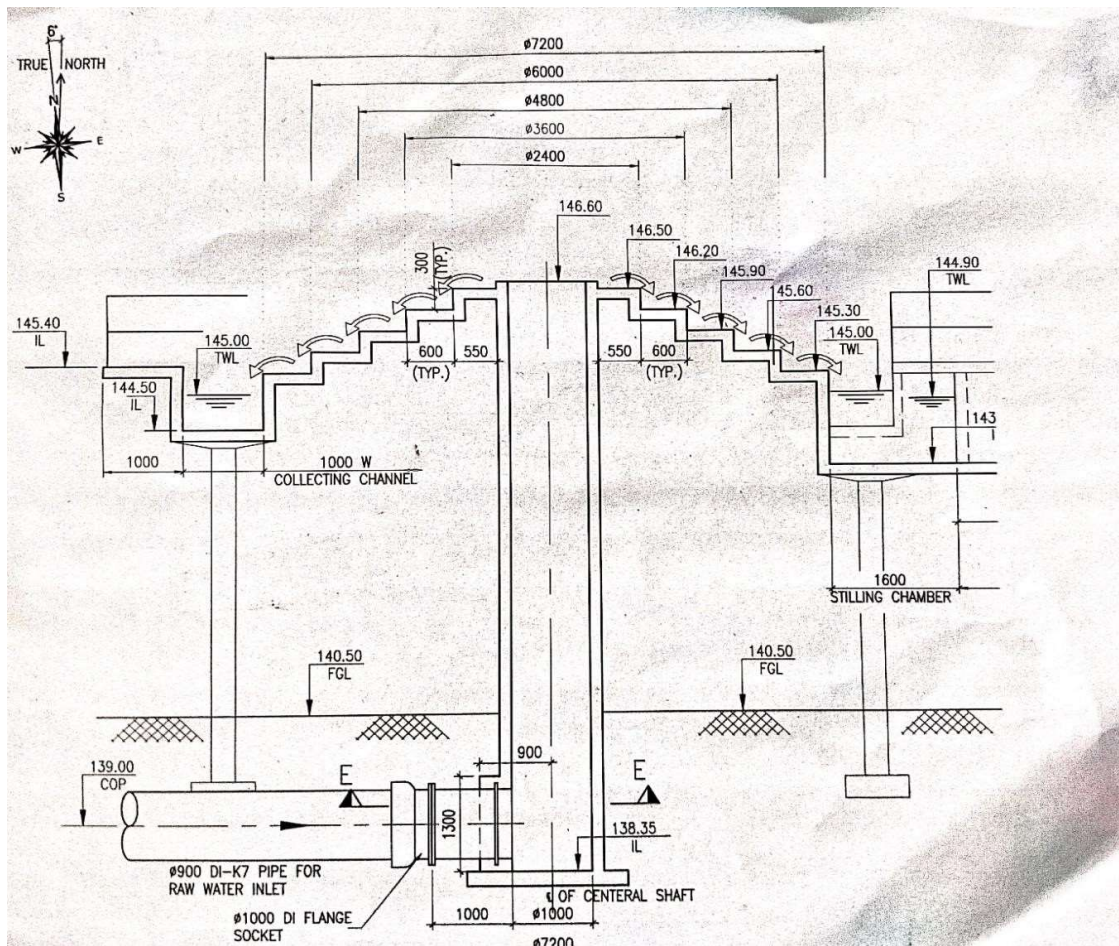 6°
TRUE NORTH
N
W
E
S
ø7200
ø6000
ø4800
ø3600
ø2400
146.60
146.50
146.20
145.90
145.60
145.30
145.00
TWL
144.90
TWL
300
(TYP.)
145.40
IL
145.00
TWL
144.50
IL
600
(TYP.)
550
550
600
(TYP.)
143
1000
1000 W
COLLECTING CHANNEL
1600
STILLING CHAMBER
140.50
FGL
140.50
FGL
139.00
COP
900
E
E
1300
138.35
IL
ø900 DI-K7 PIPE FOR
RAW WATER INLET
℄ OF CENTERAL SHAFT
ø1000 DI FLANGE
SOCKET
1000
ø1000
ø7200